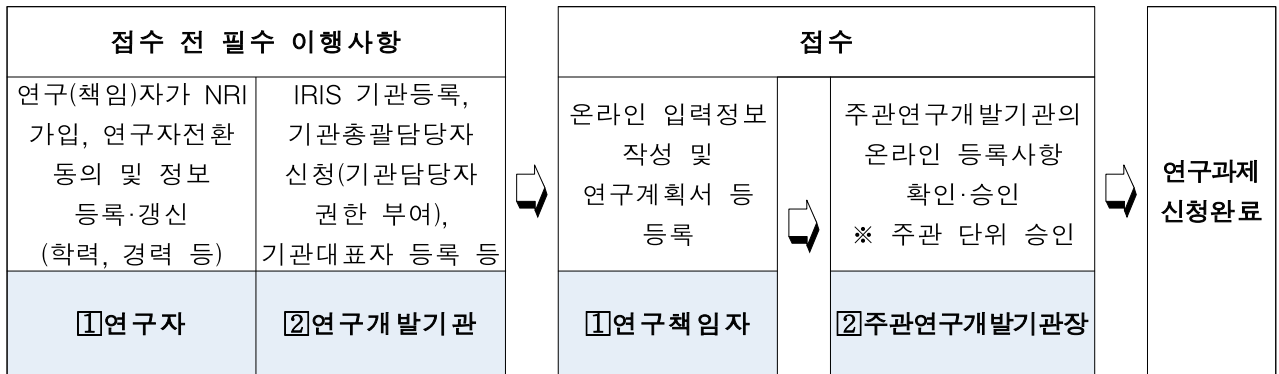 접수 전 필수 이행사항
연구(책임)자가 NRI
가입, 연구자전환
동의 및 정보
등록·갱신
(학력, 경력 등)
①연구자
IRIS 기관등록,
기관총괄담당자
신청(기관담당자
권한 부여),
기관대표자 등록 등
②연구개발기관
접수
온라인 입력정보
작성 및
연구계획서 등
등록
①연구책임자
주관연구개발기관의
온라인 등록사항
확인·승인
※ 주관 단위 승인
②주관연구개발기관장
연구과제
신청완료